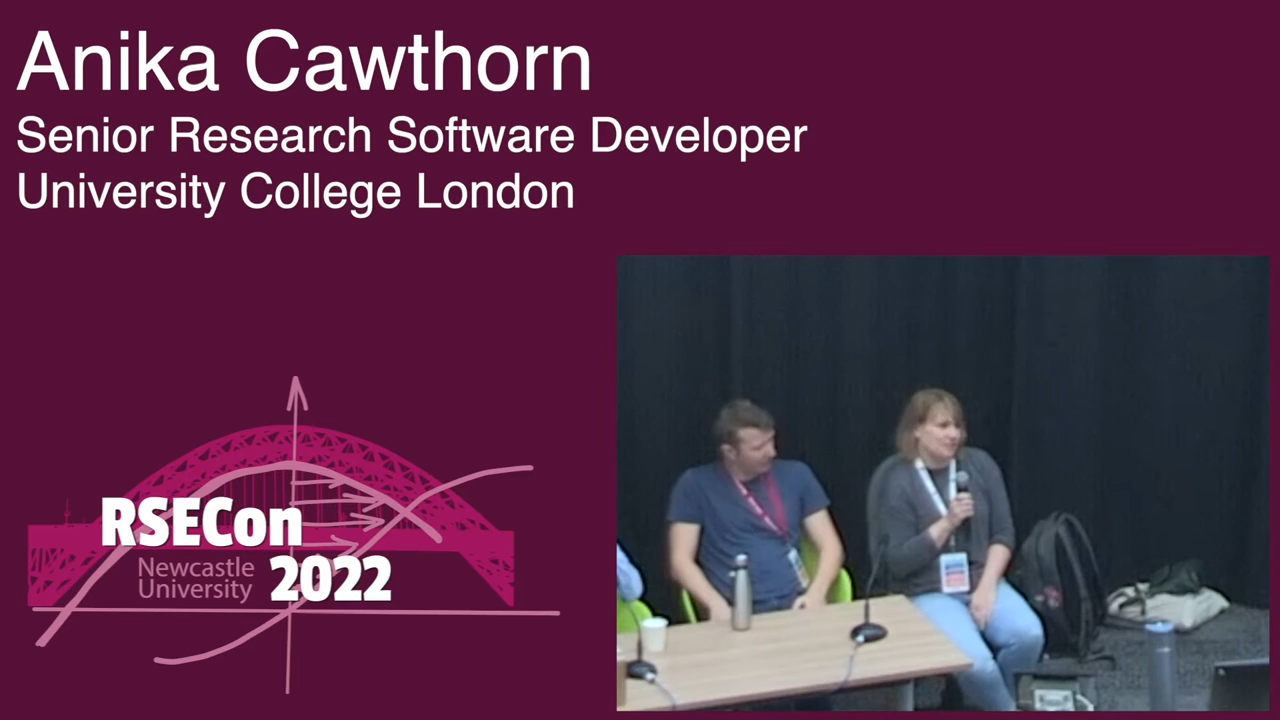 Anika Cawthorn
Senior Research Software Developer
University College London
RSECon
Newcastle
University
2022